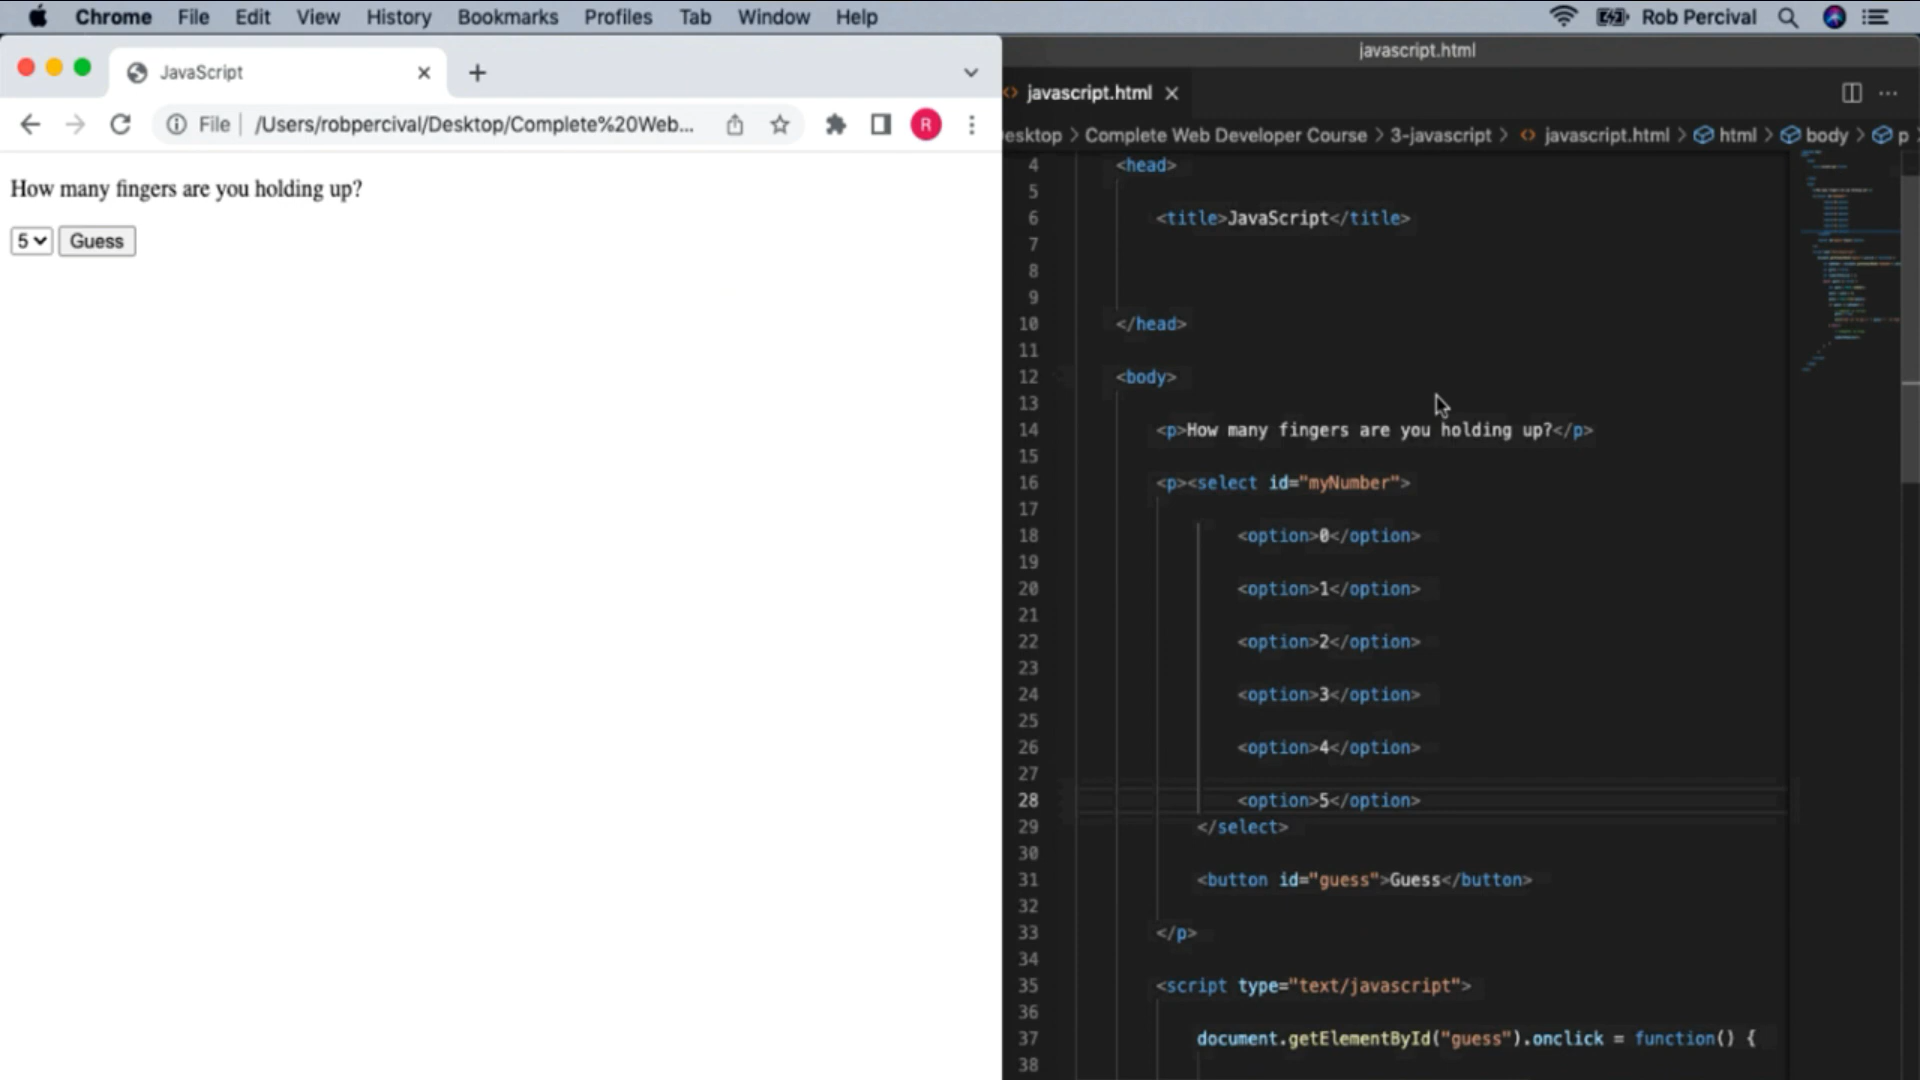 Chrome File Edit View History Bookmarks Profiles Tab Window Help Rob Percival
JavaScript
File /Users/robpercival/Desktop/Complete%20Web... R
How many fingers are you holding up?
5 Guess
javascript.html
javascript.html
esktop > Complete Web Developer Course > 3-javascript > javascript.html > html > body > p
4 <head>
5
6 <title>JavaScript</title>
7
8
9
10 </head>
11
12 <body>
13
14 <p>How many fingers are you holding up?</p>
15
16 <p><select id="myNumber">
17
18 <option>0</option>
19
20 <option>1</option>
21
22 <option>2</option>
23
24 <option>3</option>
25
26 <option>4</option>
27
28 <option>5</option>
29 </select>
30
31 <button id="guess">Guess</button>
32
33 </p>
34
35 <script type="text/javascript">
36
37 document.getElementById("guess").onclick = function() {
38